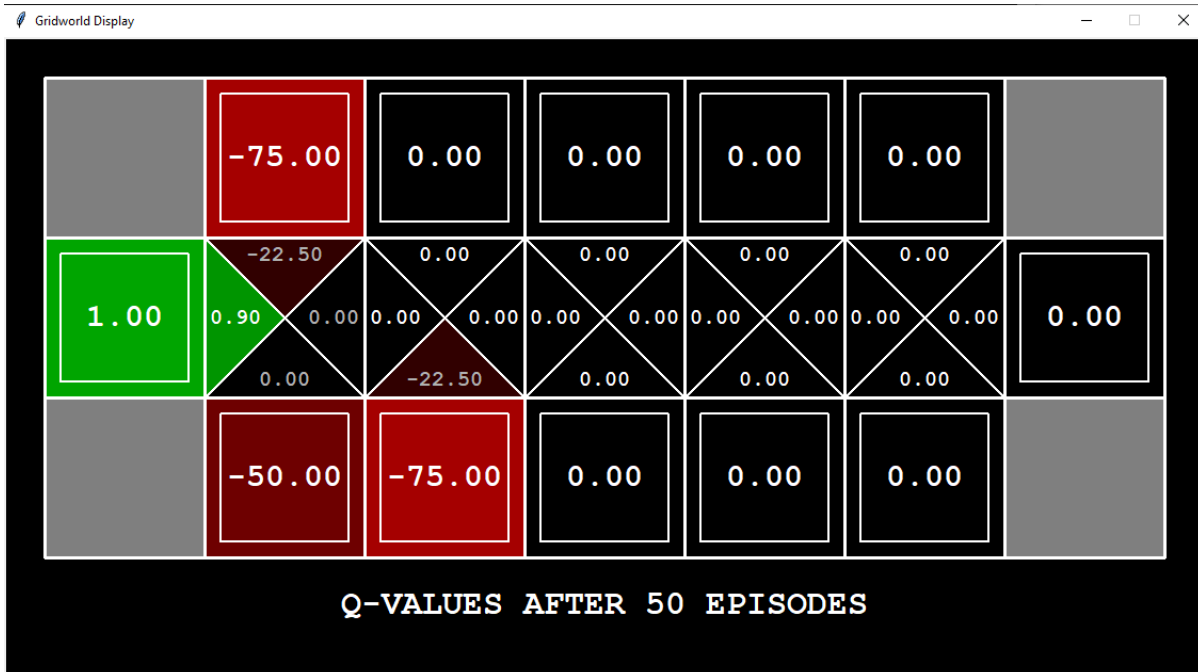 Gridworld Display
-75.00 0.00 0.00 0.00 0.00
-22.50 0.00 0.00 0.00 0.00
1.00 0.90 0.00 0.00 0.00 0.00 0.00 0.00 0.00 0.00 0.00 0.00
0.00 -22.50 0.00 0.00 0.00
-50.00 -75.00 0.00 0.00 0.00
Q-VALUES AFTER 50 EPISODES